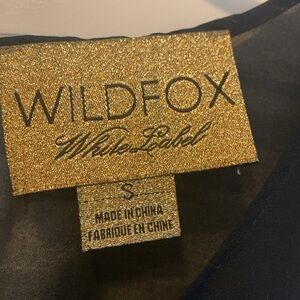 WILDFOX
White Label
S
MADE IN CHINA
FABRIQUE EN CHINE